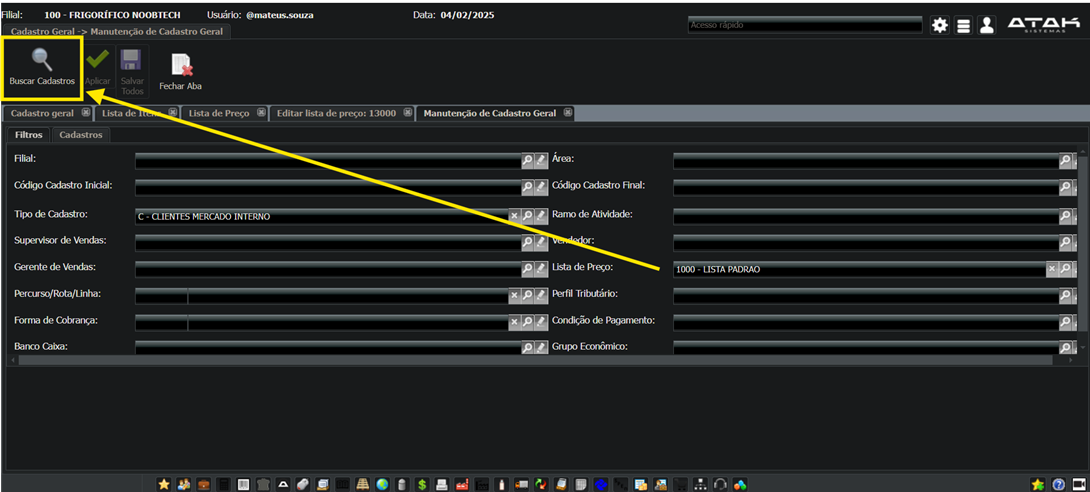 Filial: 100 - FRIGORÍFICO NOOBTECH Usuário: @mateus.souza Data: 04/02/2025
Acesso rápido
ATAK
SISTEMAS
Cadastro Geral -> Manutenção de Cadastro Geral
Buscar Cadastros
Aplicar
Salvar
Todos
Fechar Aba
Cadastro geral Lista de Itens Lista de Preço Editar lista de preço: 13000 Manutenção de Cadastro Geral
Filtros Cadastros
Filial: Área:
Código Cadastro Inicial: Código Cadastro Final:
Tipo de Cadastro: C - CLIENTES MERCADO INTERNO Ramo de Atividade:
Supervisor de Vendas: Vendedor:
Gerente de Vendas: Lista de Preço: 1000 - LISTA PADRAO
Percurso/Rota/Linha: Perfil Tributário:
Forma de Cobrança: Condição de Pagamento:
Banco Caixa: Grupo Econômico: